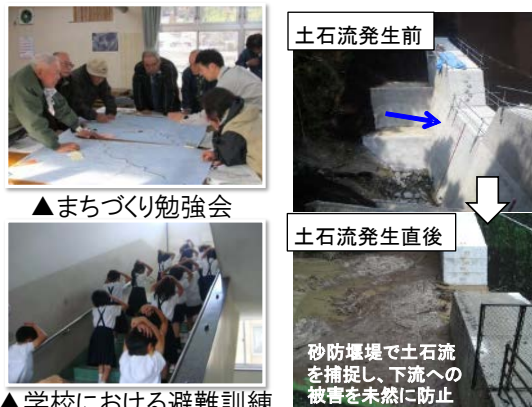 ▲まちづくり勉強会
▲学校における避難訓練
土石流発生前
土石流発生直後
砂防堰堤で土石流
を捕捉し、下流への
被害を未然に防止